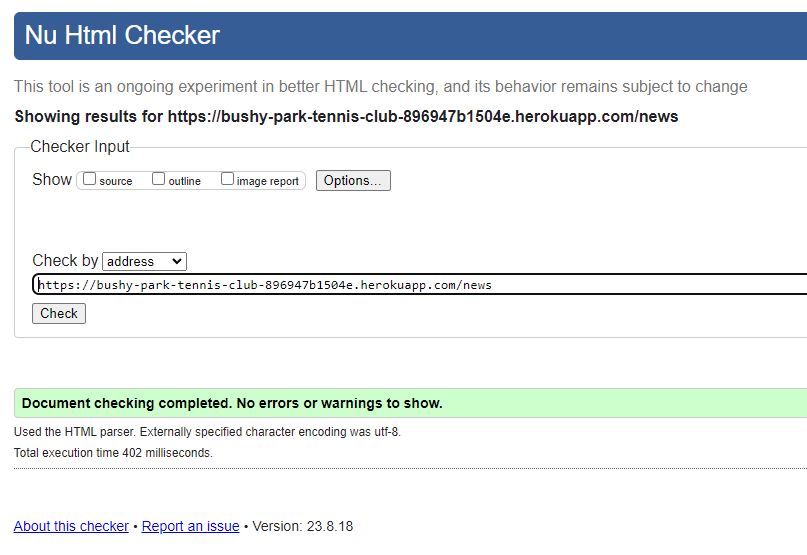 Nu Html Checker
This tool is an ongoing experiment in better HTML checking, and its behavior remains subject to change
Showing results for https://bushy-park-tennis-club-896947b1504e.herokuapp.com/news
Checker Input
Show source outline image report Options...
Check by address
https://bushy-park-tennis-club-896947b1504e.herokuapp.com/news
Check
Document checking completed. No errors or warnings to show.
Used the HTML parser. Externally specified character encoding was utf-8.
Total execution time 402 milliseconds.
About this checker • Report an issue • Version: 23.8.18